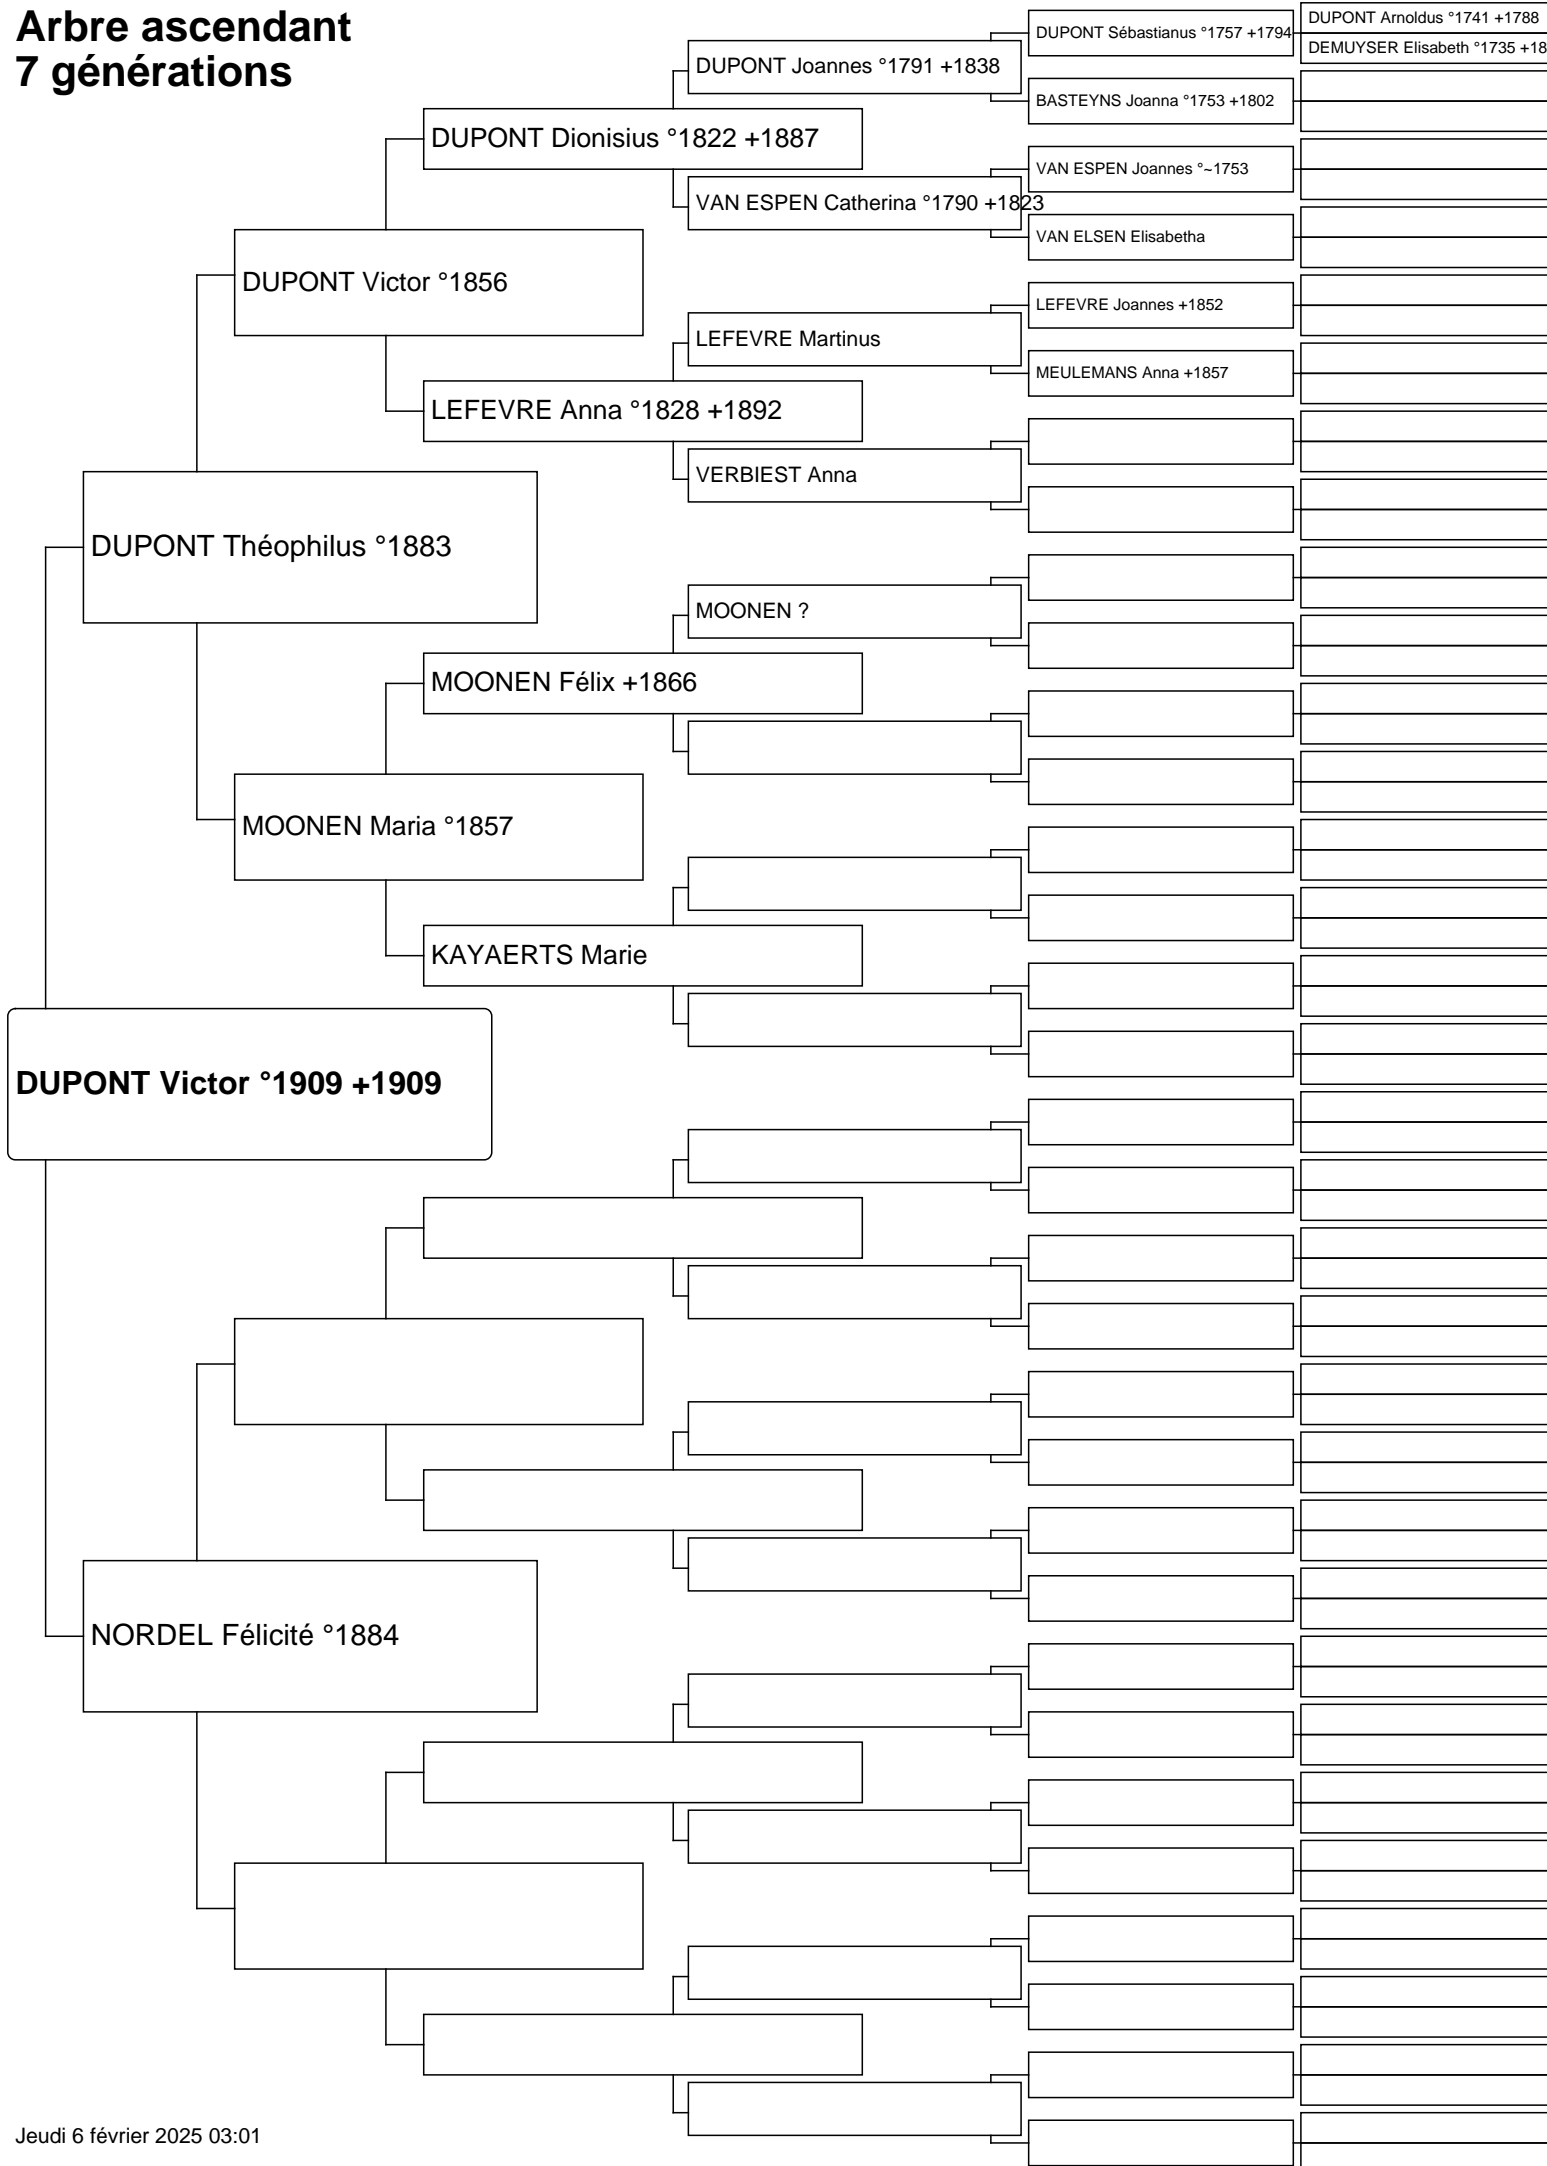 Arbre ascendant
7 générations
DUPONT Sébastianus °1757 +1794
DUPONT Arnoldus °1741 +1788
DEMUYSER Elisabeth °1735 +18
DUPONT Joannes °1791 +1838
BASTEYNS Joanna °1753 +1802
DUPONT Dionisius °1822 +1887
VAN ESPEN Joannes °~1753
VAN ESPEN Catherina °1790 +1823
VAN ELSEN Elisabetha
DUPONT Victor °1856
LEFEVRE Joannes +1852
LEFEVRE Martinus
MEULEMANS Anna +1857
LEFEVRE Anna °1828 +1892
VERBIEST Anna
DUPONT Théophilus °1883
MOONEN ?
MOONEN Félix +1866
MOONEN Maria °1857
KAYAERTS Marie
DUPONT Victor °1909 +1909
NORDEL Félicité °1884
Jeudi 6 février 2025 03:01